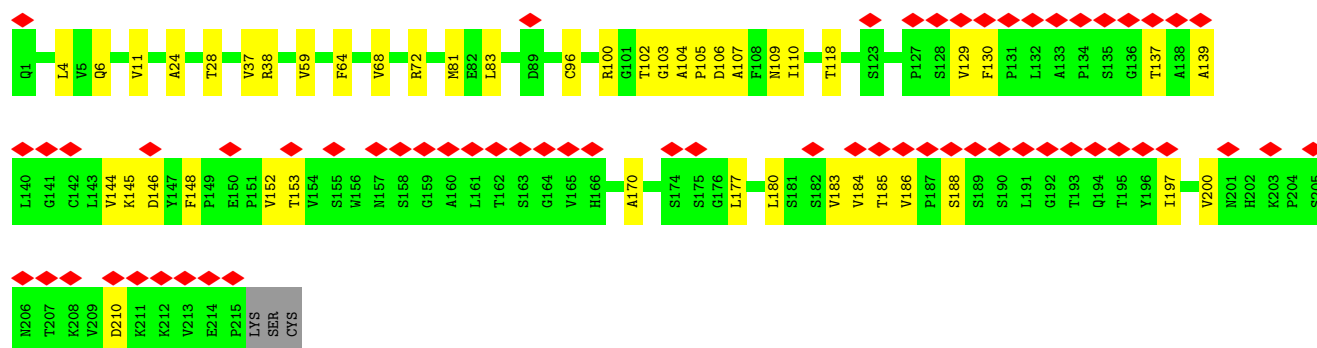 Q1 L4 V5 Q6 V11 A24 T28 V37 R38 V59 F64 V68 R72 M81 E82 L83 D89 C96 R100 G101 T102 G103 A104 P105 D106 A107 F108 N109 I110 T118 S123 P127 S128 V129 F130 P131 L132 A133 P134 S135 G136 T137 A138 A139
L140 G141 C142 L143 V144 K145 D146 Y147 F148 P149 E150 P151 V152 T153 V154 S155 W156 N157 S158 G159 A160 L161 T162 S163 G164 V165 H166 A170 S174 S175 G176 L177 L180 S181 S182 V183 V184 T185 V186 P187 S188 S189 S190 L191 G192 T193 Q194 T195 Y196 I197 V200 N201 H202 K203 P204 S205
N206 T207 K208 V209 D210 K211 K212 V213 E214 P215 LYS SER CYS